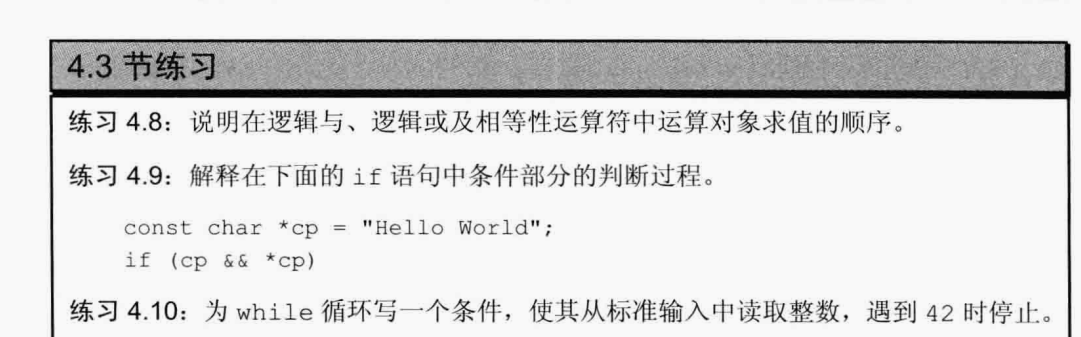 4.3 节练习
练习 4.8：说明在逻辑与、逻辑或及相等性运算符中运算对象求值的顺序。
练习 4.9：解释在下面的 if 语句中条件部分的判断过程。
const char *cp = "Hello World";
if (cp && *cp)
练习 4.10：为 while 循环写一个条件，使其从标准输入中读取整数，遇到 42 时停止。